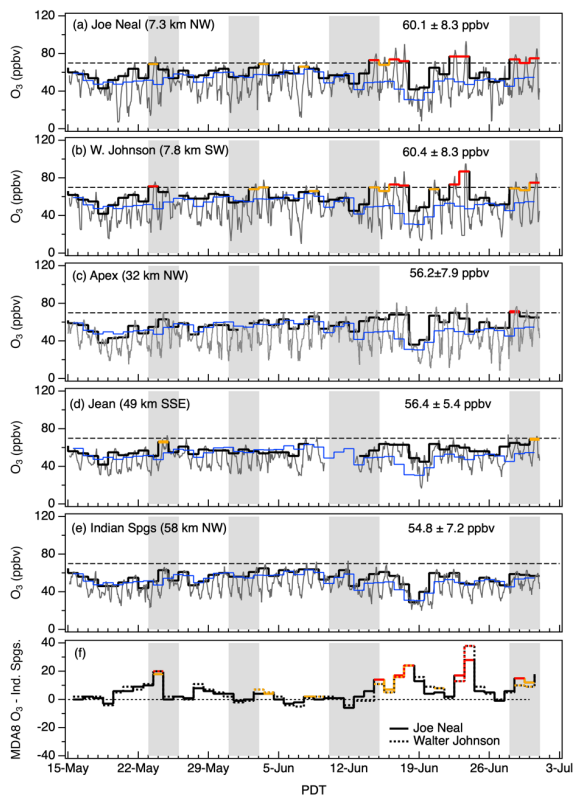 120
80
40
0
O₃ (ppbv)
(a) Joe Neal (7.3 km NW)
60.1 ± 8.3 ppbv
120
80
40
0
O₃ (ppbv)
(b) W. Johnson (7.8 km SW)
60.4 ± 8.3 ppbv
120
80
40
0
O₃ (ppbv)
(c) Apex (32 km NW)
56.2±7.9 ppbv
120
80
40
0
O₃ (ppbv)
(d) Jean (49 km SSE)
56.4 ± 5.4 ppbv
120
80
40
0
O₃ (ppbv)
(e) Indian Spgs (58 km NW)
54.8 ± 7.2 ppbv
40
20
0
-20
-40
MDA8 O₃ - Ind. Spgs.
(f)
Joe Neal
Walter Johnson
15-May
22-May
29-May
5-Jun
12-Jun
19-Jun
26-Jun
3-Jul
PDT